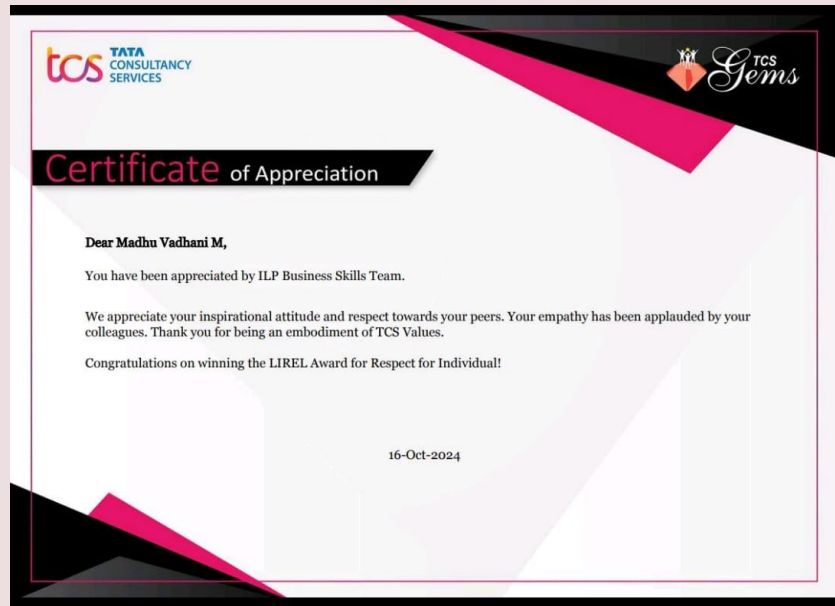 tcs TATA
CONSULTANCY
SERVICES
TCS
Gems
Certificate of Appreciation
Dear Madhu Vadhani M,
You have been appreciated by ILP Business Skills Team.
We appreciate your inspirational attitude and respect towards your peers. Your empathy has been applauded by your
colleagues. Thank you for being an embodiment of TCS Values.
Congratulations on winning the LIREL Award for Respect for Individual!
16-Oct-2024